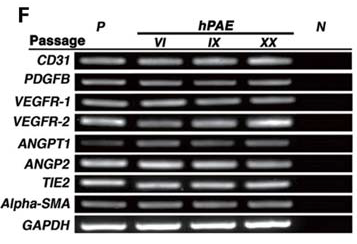 F
P hPAE N
Passage VI IX XX
CD31
PDGFB
VEGFR-1
VEGFR-2
ANGPT1
ANGP2
TIE2
Alpha-SMA
GAPDH